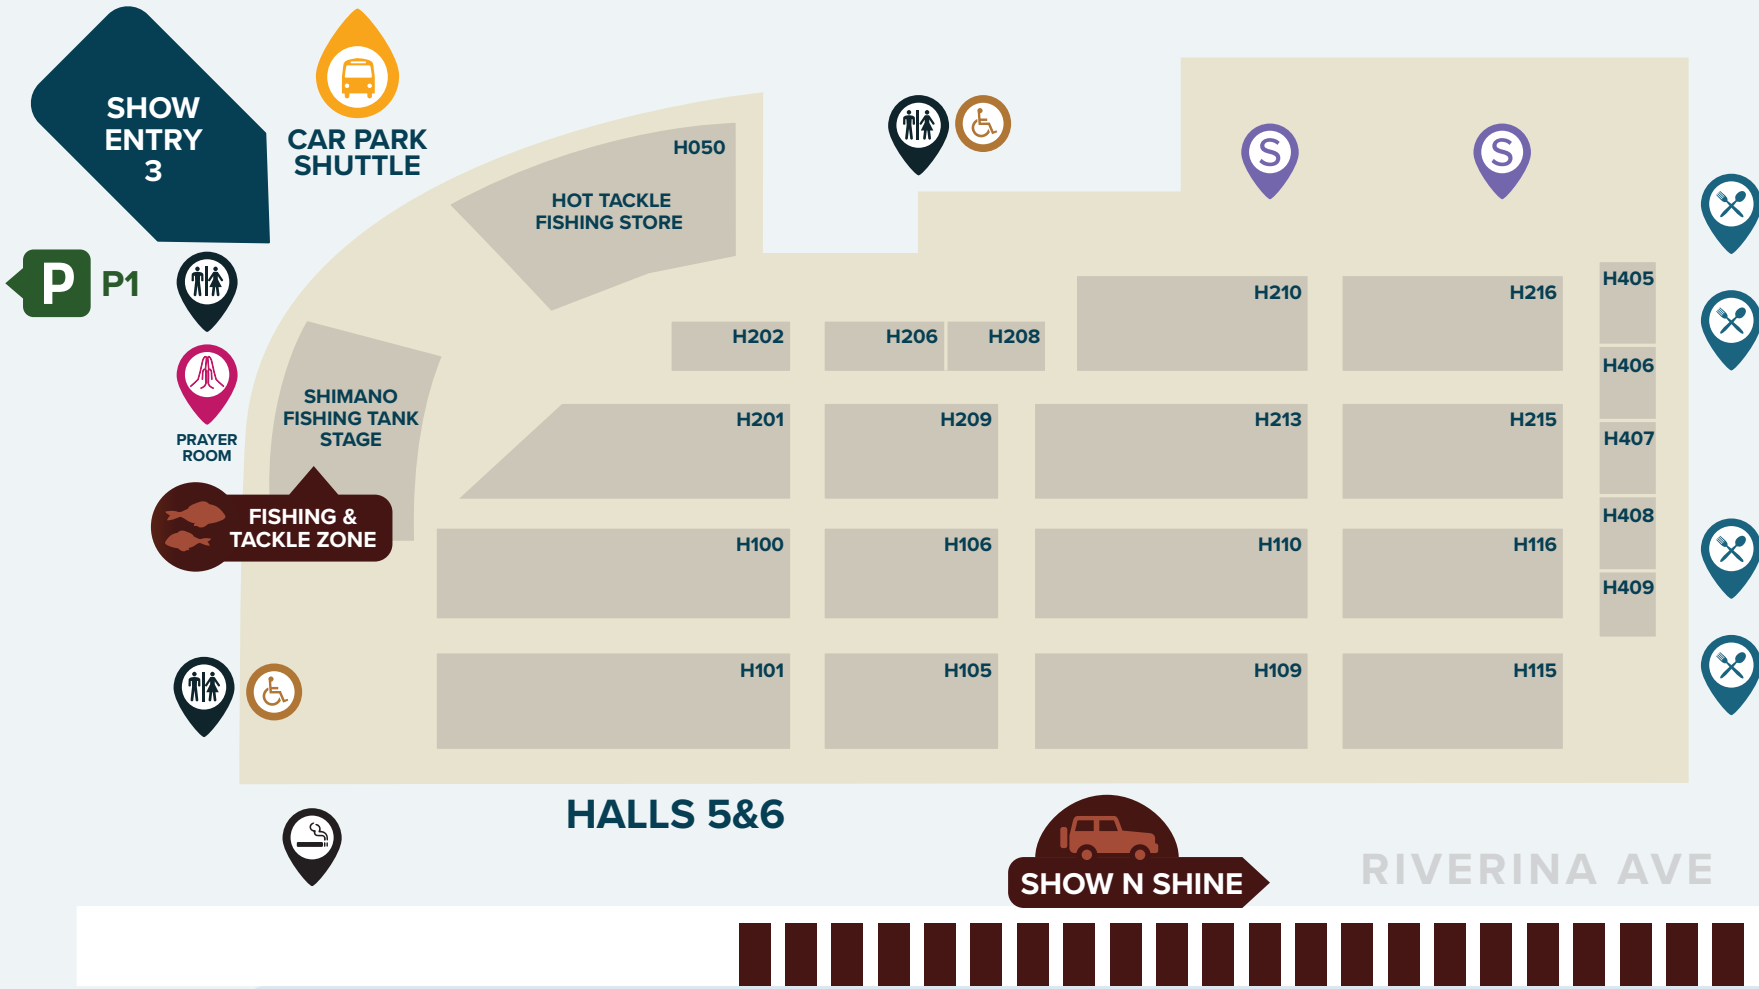 SHOW
ENTRY
3
CAR PARK
SHUTTLE
P
P1
PRAYER
ROOM
H050
HOT TACKLE
FISHING STORE
S
S
SHIMANO
FISHING TANK
STAGE
FISHING &
TACKLE ZONE
H202
H206
H208
H210
H216
H405
H406
H201
H209
H213
H215
H407
H100
H106
H110
H116
H408
H409
H101
H105
H109
H115
HALLS 5&6
SHOW N SHINE
RIVERINA AVE